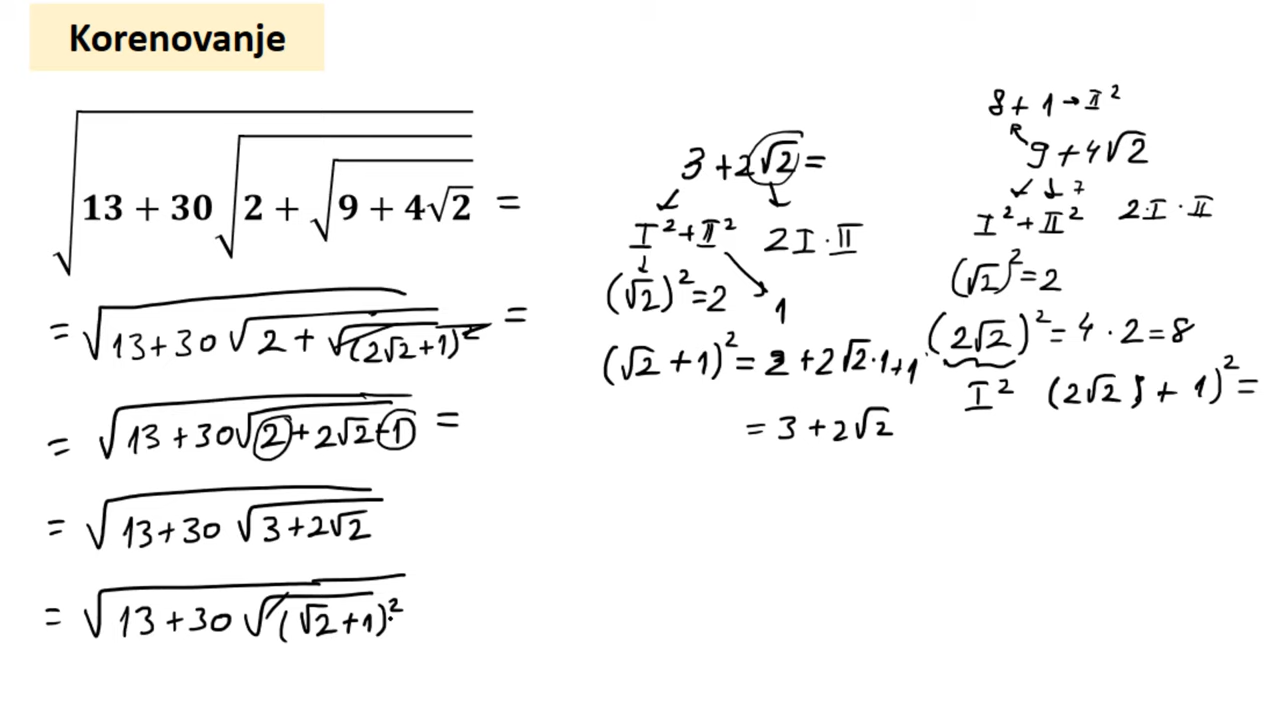 Korenovanje
√(13 + 30√(2 + √(9 + 4√2))) =
= √(13+30√(2+√((2√2+1)²))) =
= √(13+30√(2+2√2+1)) =
= √(13+30√(3+2√2))
= √(13+30√((√2+1)²))
3+2√2=
I²+II² 2I·II
(√2)²=2 1
(√2+1)²=2+2√2·1+1
= 3+2√2
8+1→II²
9+4√2
I²+II² 2·I·II
(√2)²=2
(2√2)²=4·2=8
I² (2√2+1)²=